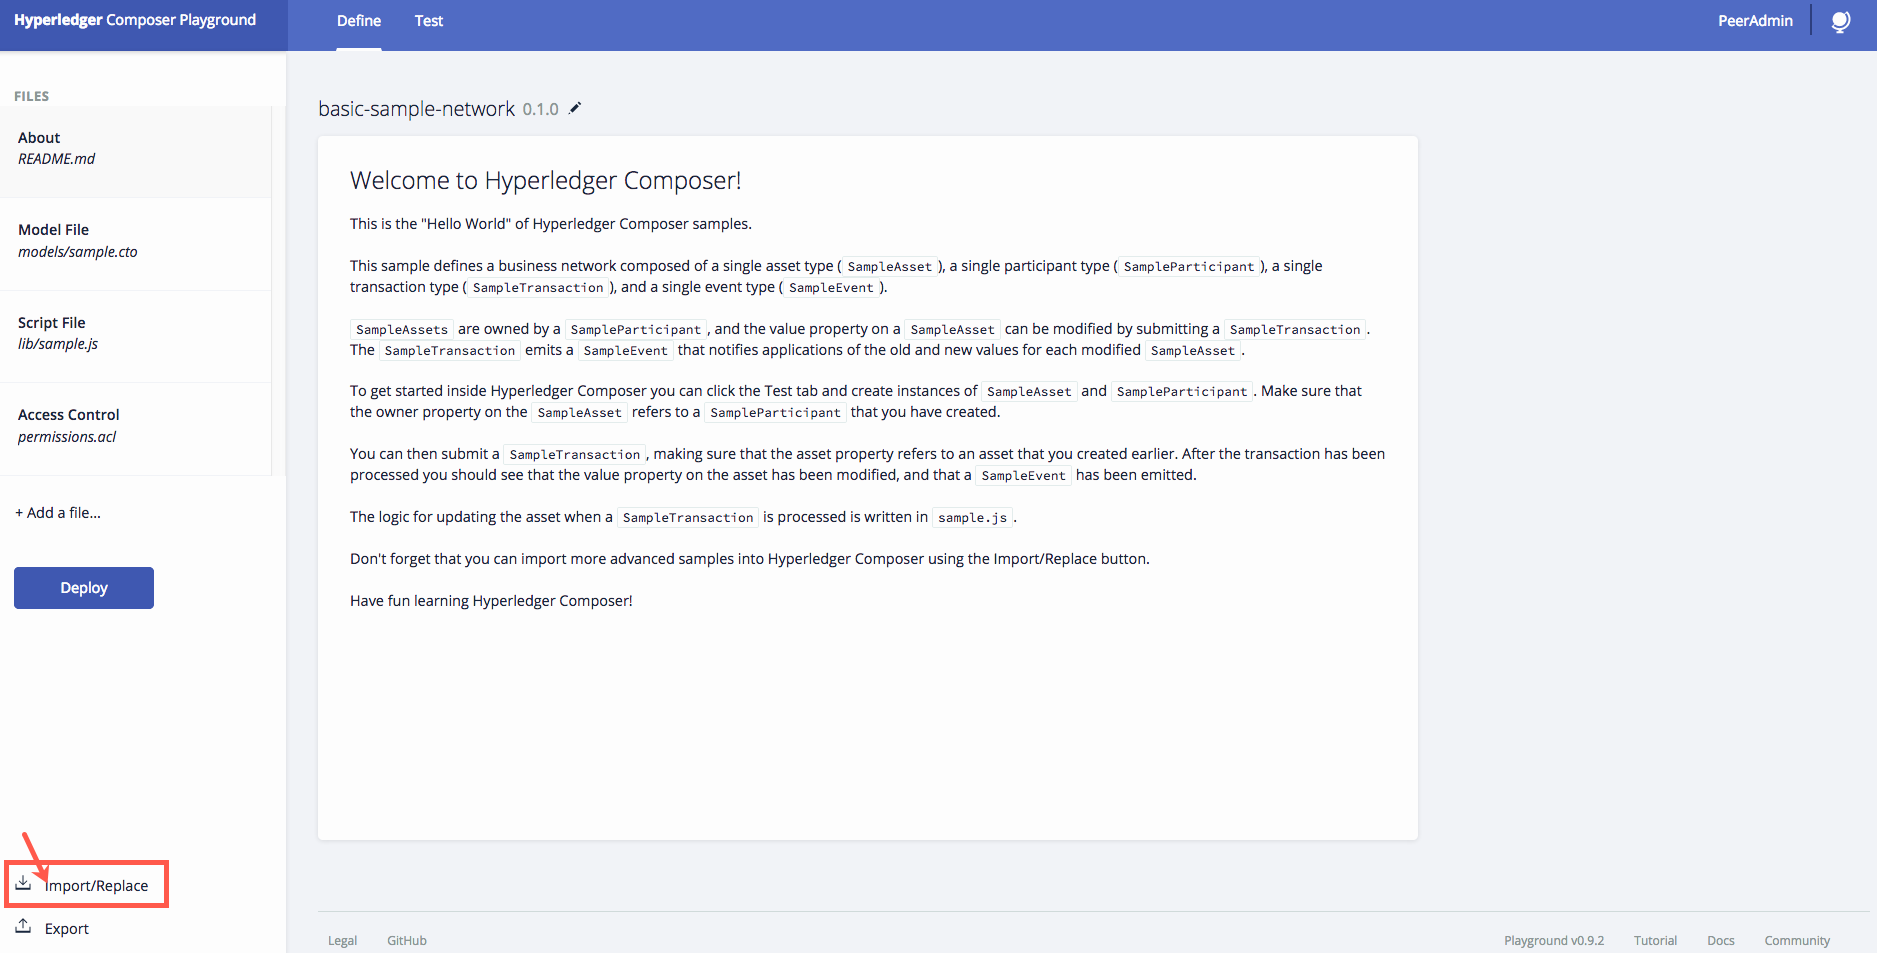 Hyperledger Composer Playground
Define
Test
PeerAdmin
FILES
About
README.md
Model File
models/sample.cto
Script File
lib/sample.js
Access Control
permissions.acl
+ Add a file...
Deploy
Import/Replace
Export
basic-sample-network 0.1.0
Welcome to Hyperledger Composer!
This is the "Hello World" of Hyperledger Composer samples.
This sample defines a business network composed of a single asset type ( SampleAsset ), a single participant type ( SampleParticipant ), a single
transaction type ( SampleTransaction ), and a single event type ( SampleEvent ).
SampleAssets are owned by a SampleParticipant , and the value property on a SampleAsset can be modified by submitting a SampleTransaction .
The SampleTransaction emits a SampleEvent that notifies applications of the old and new values for each modified SampleAsset .
To get started inside Hyperledger Composer you can click the Test tab and create instances of SampleAsset and SampleParticipant . Make sure that
the owner property on the SampleAsset refers to a SampleParticipant that you have created.
You can then submit a SampleTransaction , making sure that the asset property refers to an asset that you created earlier. After the transaction has been
processed you should see that the value property on the asset has been modified, and that a SampleEvent has been emitted.
The logic for updating the asset when a SampleTransaction is processed is written in sample.js .
Don't forget that you can import more advanced samples into Hyperledger Composer using the Import/Replace button.
Have fun learning Hyperledger Composer!
Legal
GitHub
Playground v0.9.2
Tutorial
Docs
Community